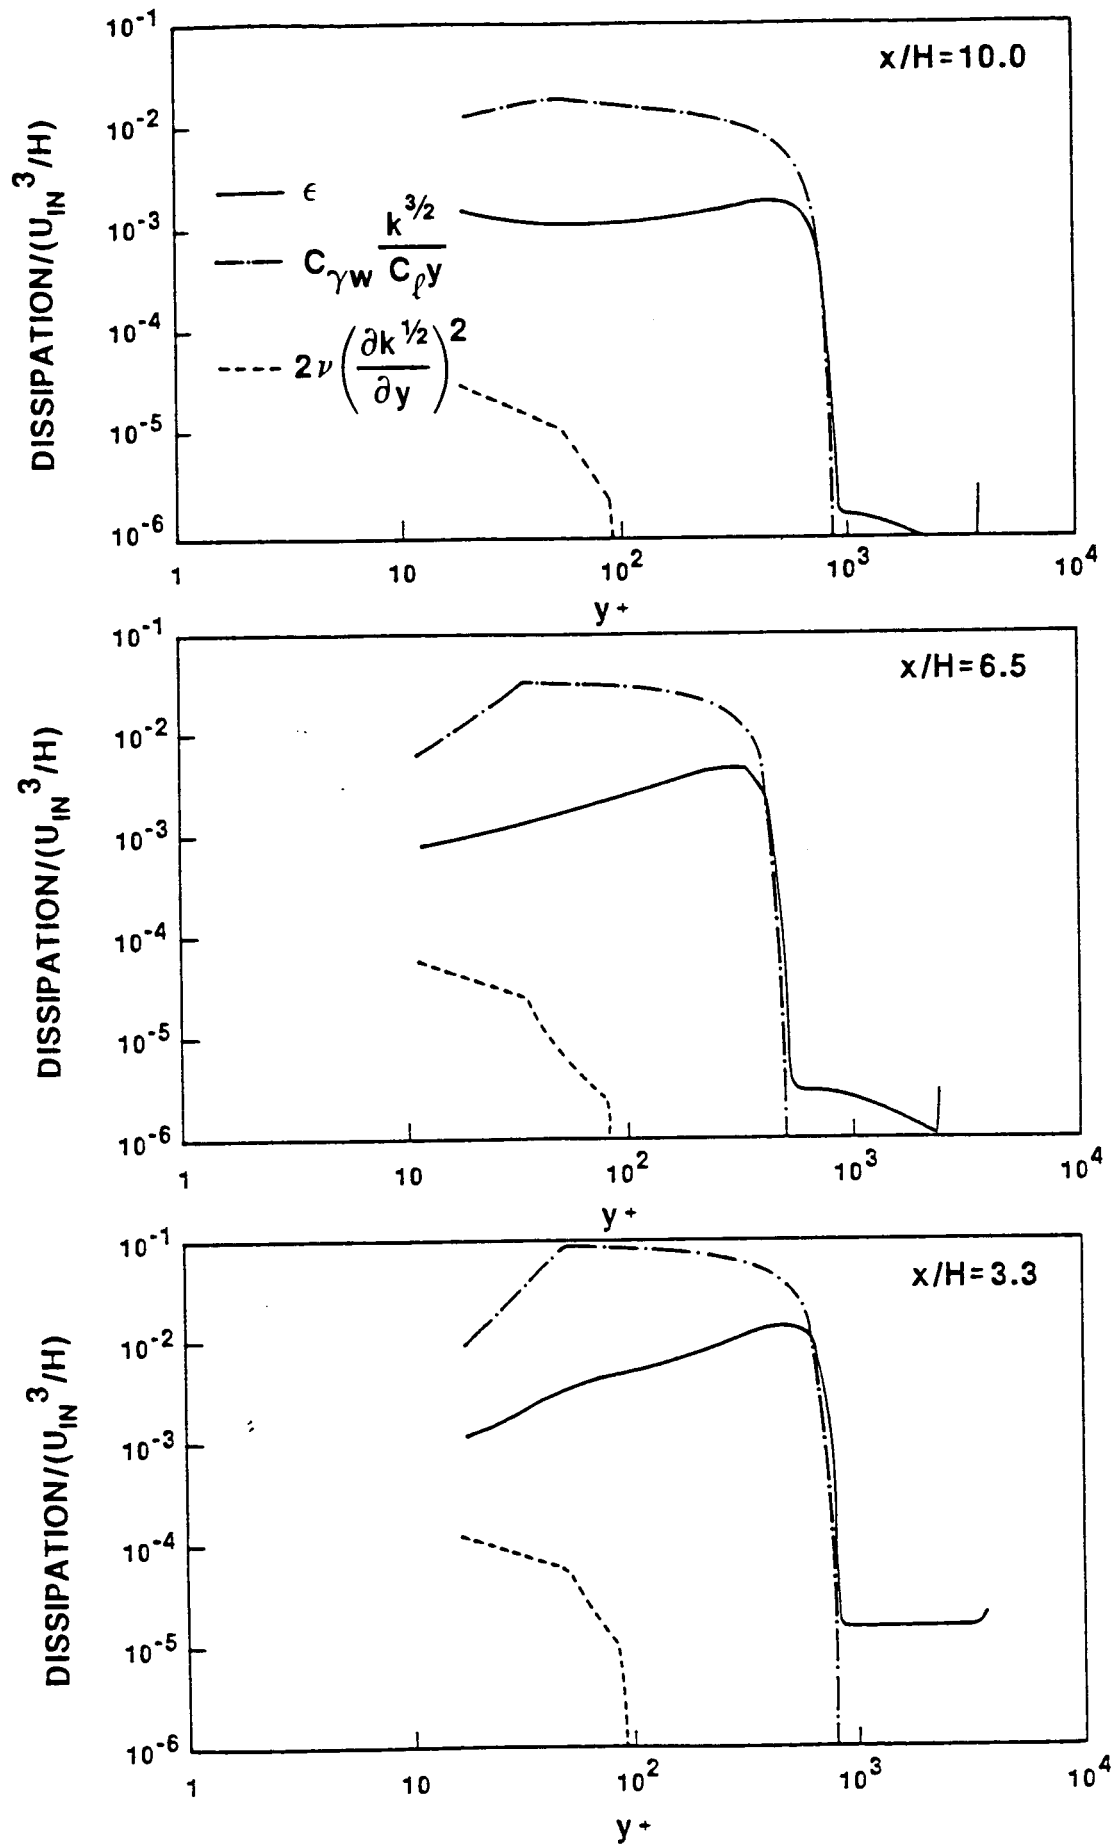 x/H=10.0
DISSIPATION/(U_IN^3/H)
10^-1
10^-2
10^-3
10^-4
10^-5
10^-6
ϵ
C_γw k^3/2 / C_ℓ y
2ν(∂k^1/2 / ∂y)^2
1 10 10^2 10^3 10^4
y+
x/H=6.5
DISSIPATION/(U_IN^3/H)
10^-1
10^-2
10^-3
10^-4
10^-5
10^-6
1 10 10^2 10^3 10^4
y+
x/H=3.3
DISSIPATION/(U_IN^3/H)
10^-1
10^-2
10^-3
10^-4
10^-5
10^-6
1 10 10^2 10^3 10^4
y+